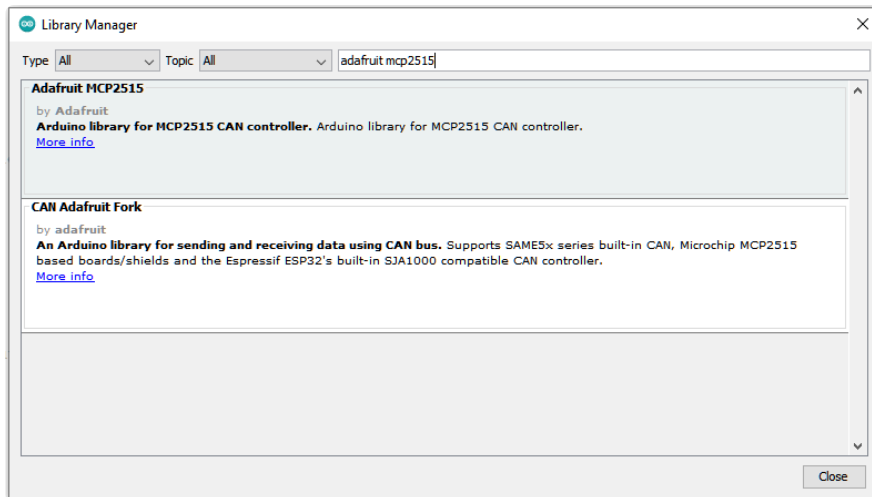 Library Manager
Type All Topic All adafruit mcp2515
Adafruit MCP2515
by Adafruit
Arduino library for MCP2515 CAN controller. Arduino library for MCP2515 CAN controller.
More info
CAN Adafruit Fork
by adafruit
An Arduino library for sending and receiving data using CAN bus. Supports SAME5x series built-in CAN, Microchip MCP2515
based boards/shields and the Espressif ESP32's built-in SJA1000 compatible CAN controller.
More info
Close